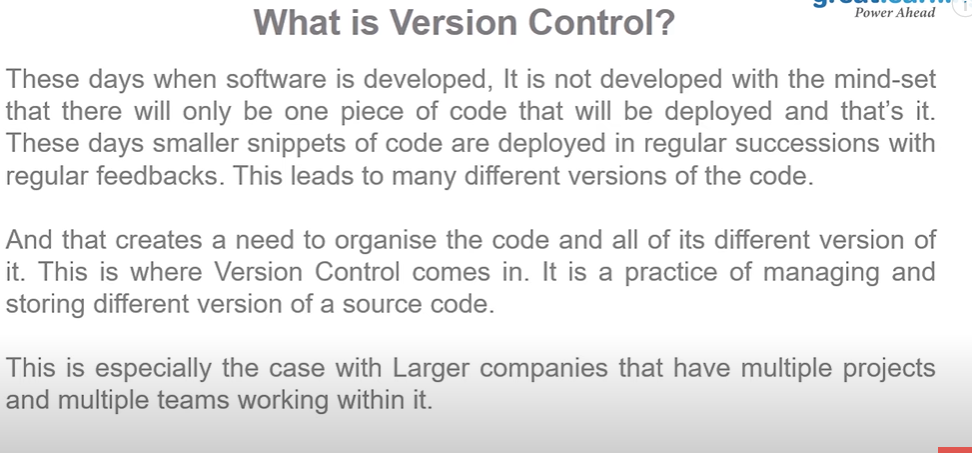 What is Version Control?
Power Ahead
These days when software is developed, It is not developed with the mind-set
that there will only be one piece of code that will be deployed and that's it.
These days smaller snippets of code are deployed in regular successions with
regular feedbacks. This leads to many different versions of the code.
And that creates a need to organise the code and all of its different version of
it. This is where Version Control comes in. It is a practice of managing and
storing different version of a source code.
This is especially the case with Larger companies that have multiple projects
and multiple teams working within it.